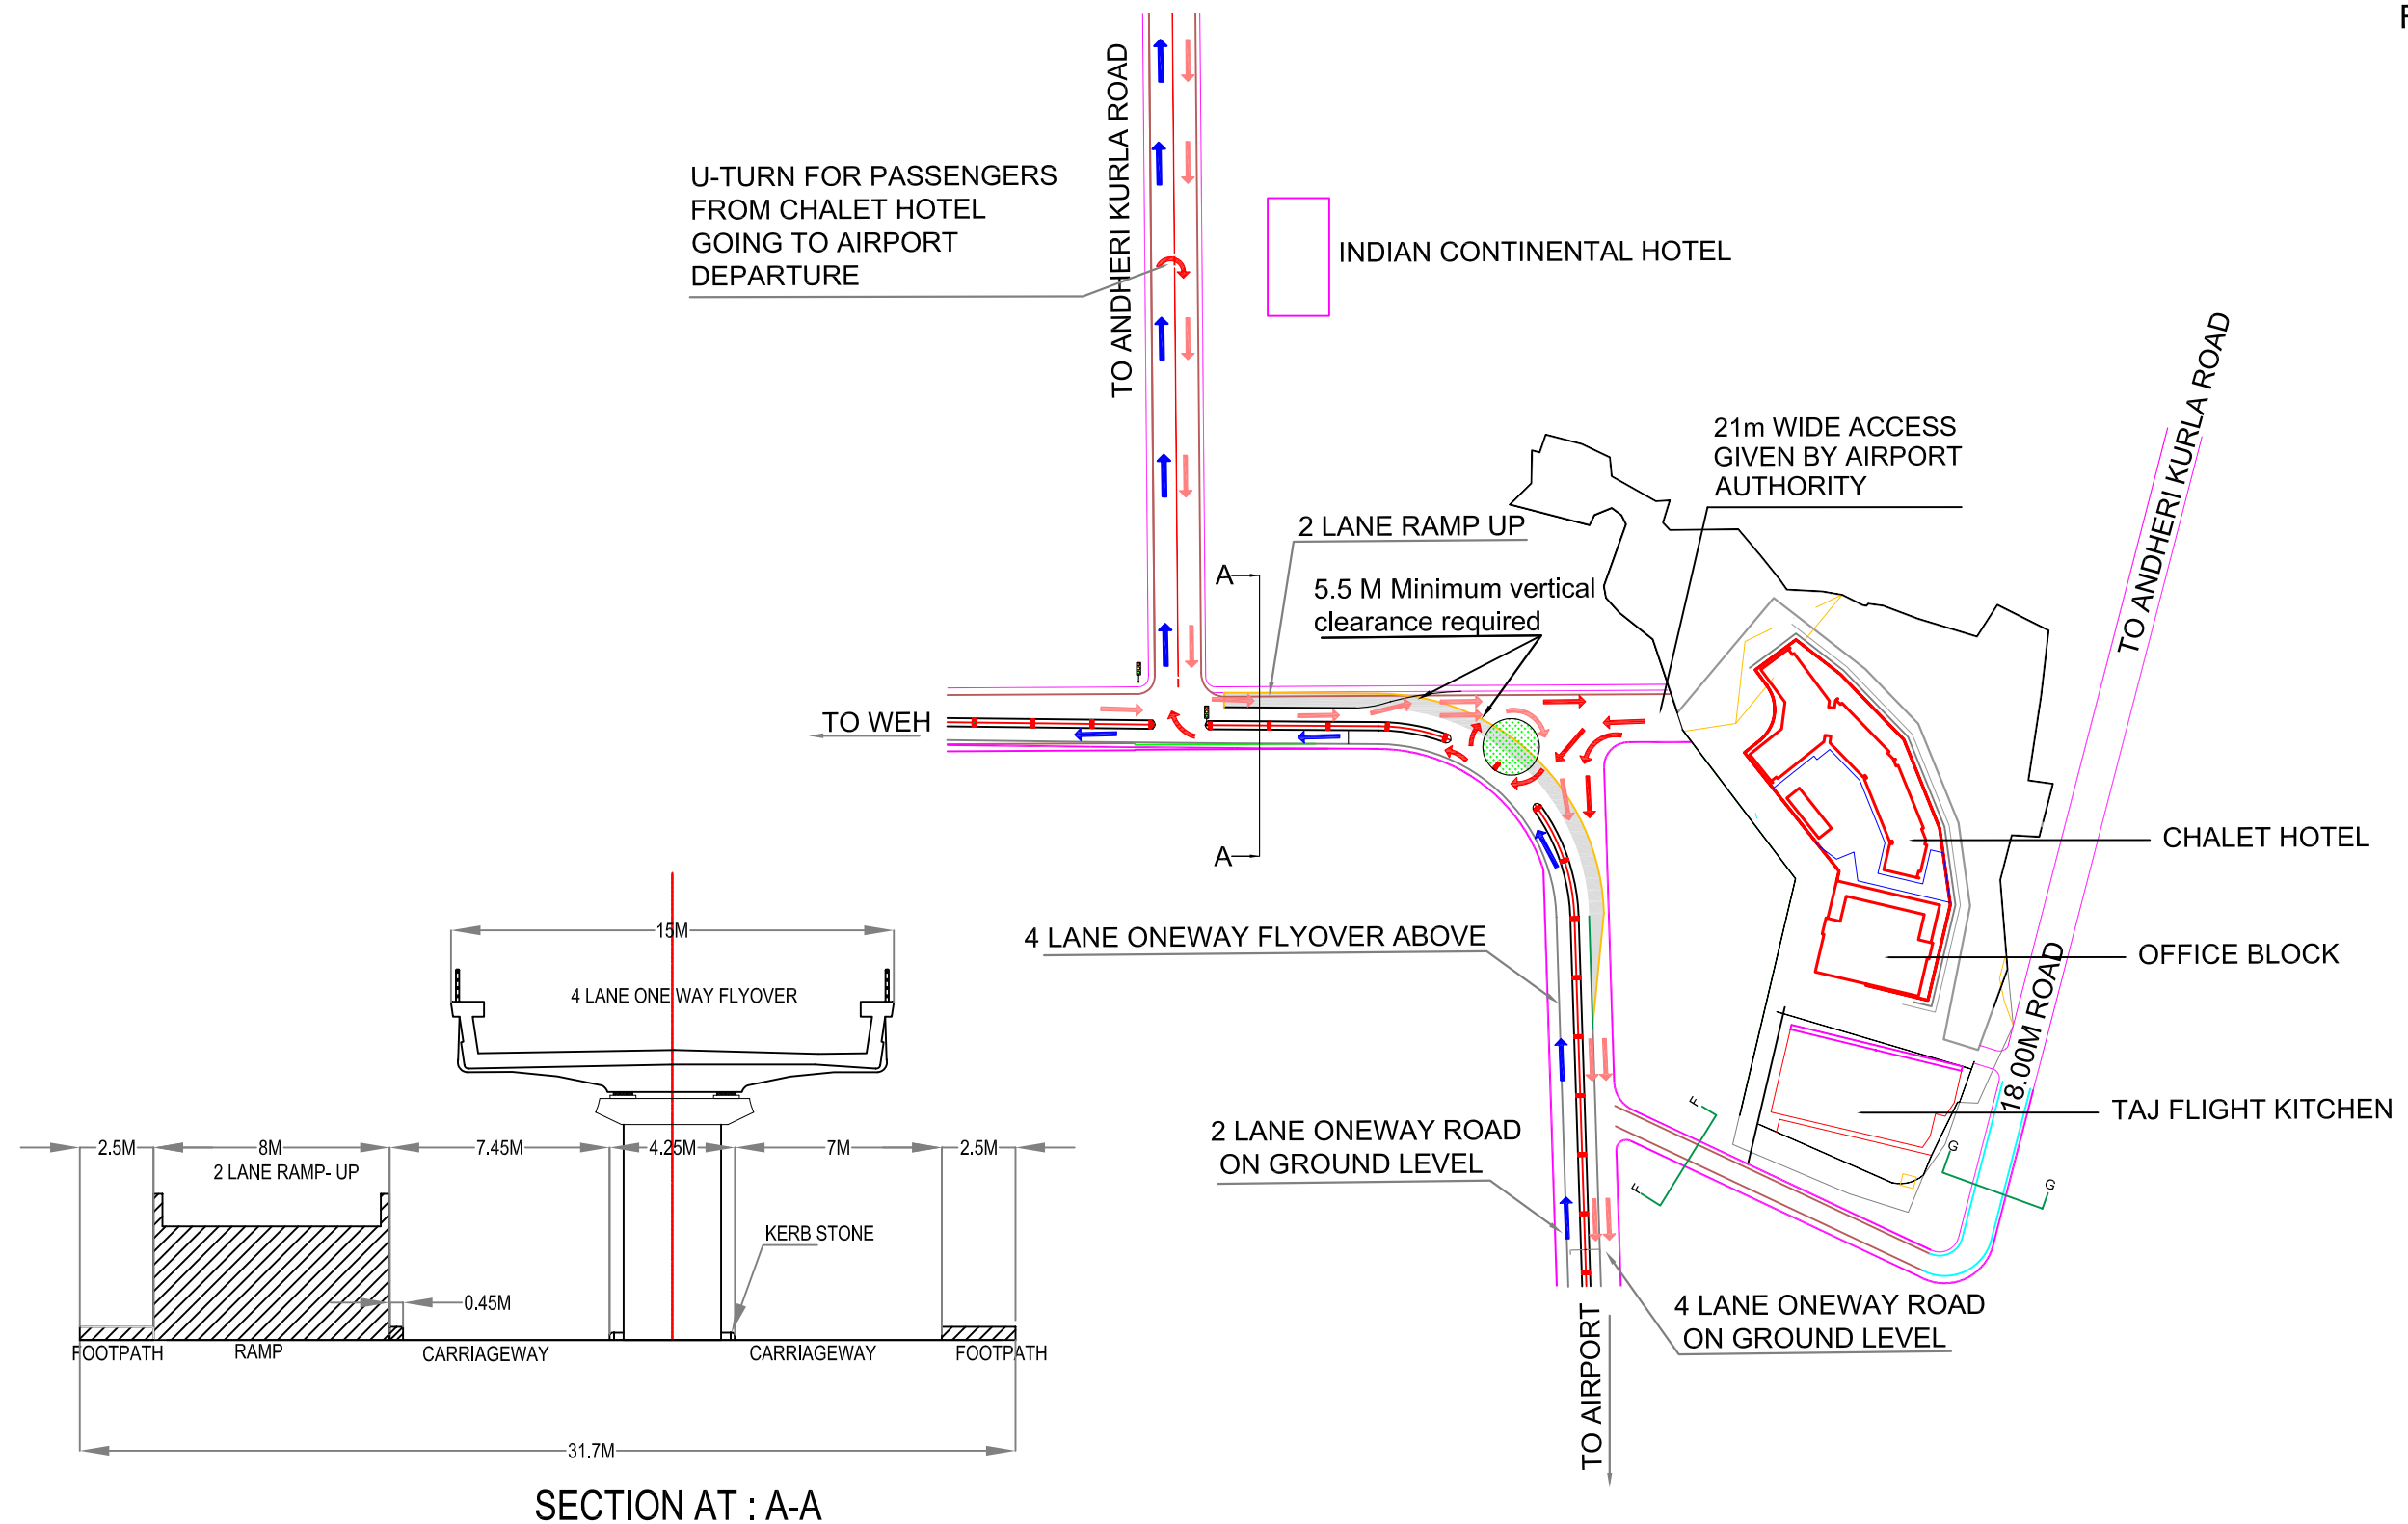 TO ANDHERI KURLA ROAD
U-TURN FOR PASSENGERS
FROM CHALET HOTEL
GOING TO AIRPORT
DEPARTURE
INDIAN CONTINENTAL HOTEL
TO ANDHERI KURLA ROAD
21m WIDE ACCESS
GIVEN BY AIRPORT
AUTHORITY
2 LANE RAMP UP
A
5.5 M Minimum vertical
clearance required
TO WEH
A
CHALET HOTEL
OFFICE BLOCK
18.00M ROAD
TAJ FLIGHT KITCHEN
4 LANE ONEWAY FLYOVER ABOVE
2 LANE ONEWAY ROAD
ON GROUND LEVEL
F
F
G
G
4 LANE ONEWAY ROAD
ON GROUND LEVEL
TO AIRPORT
15M
4 LANE ONE WAY FLYOVER
2.5M
8M
7.45M
4.25M
7M
2.5M
2 LANE RAMP- UP
KERB STONE
0.45M
FOOTPATH
RAMP
CARRIAGEWAY
CARRIAGEWAY
FOOTPATH
31.7M
SECTION AT : A-A